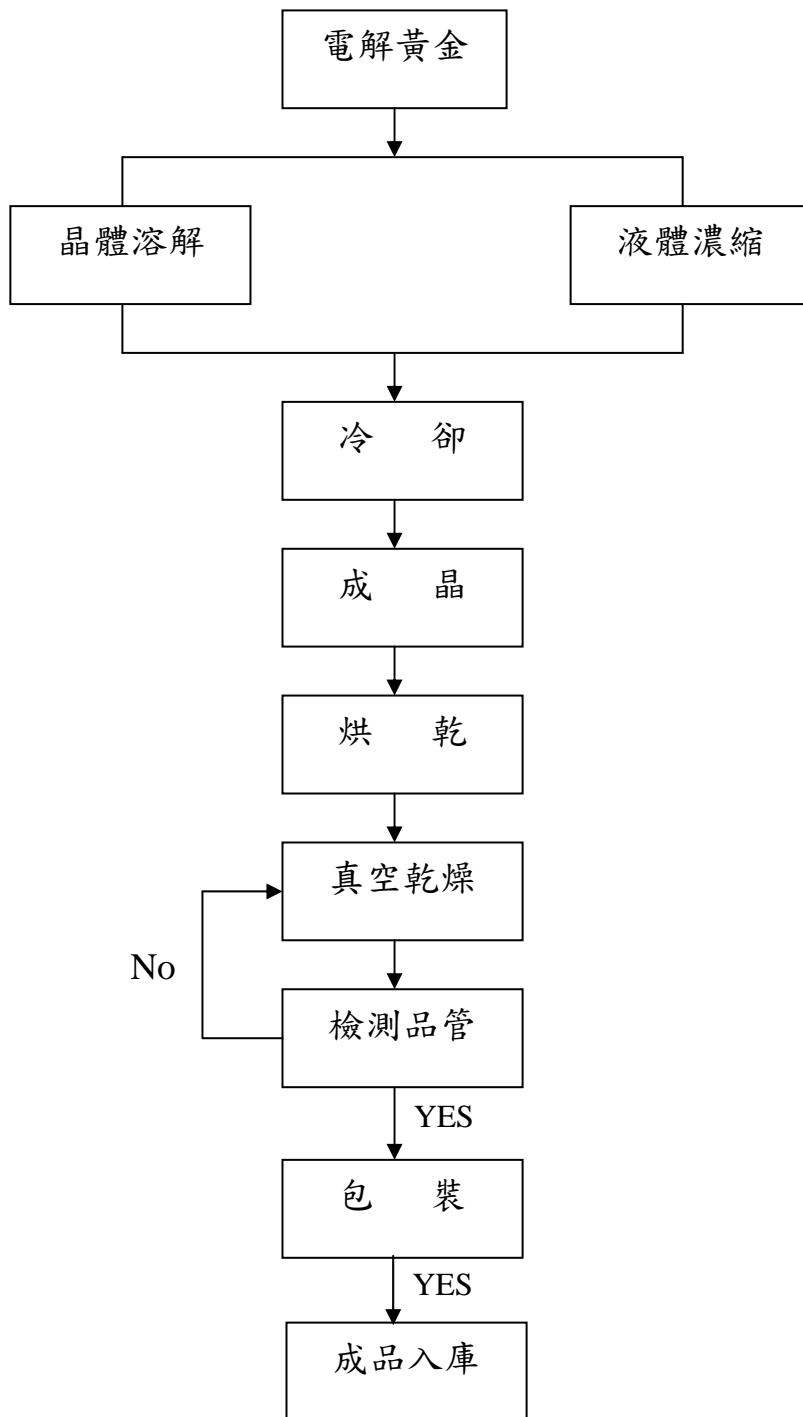 電解黃金
晶體溶解
液體濃縮
冷 卻
成 晶
烘 乾
真空乾燥
No
檢測品管
YES
包 裝
YES
成品入庫